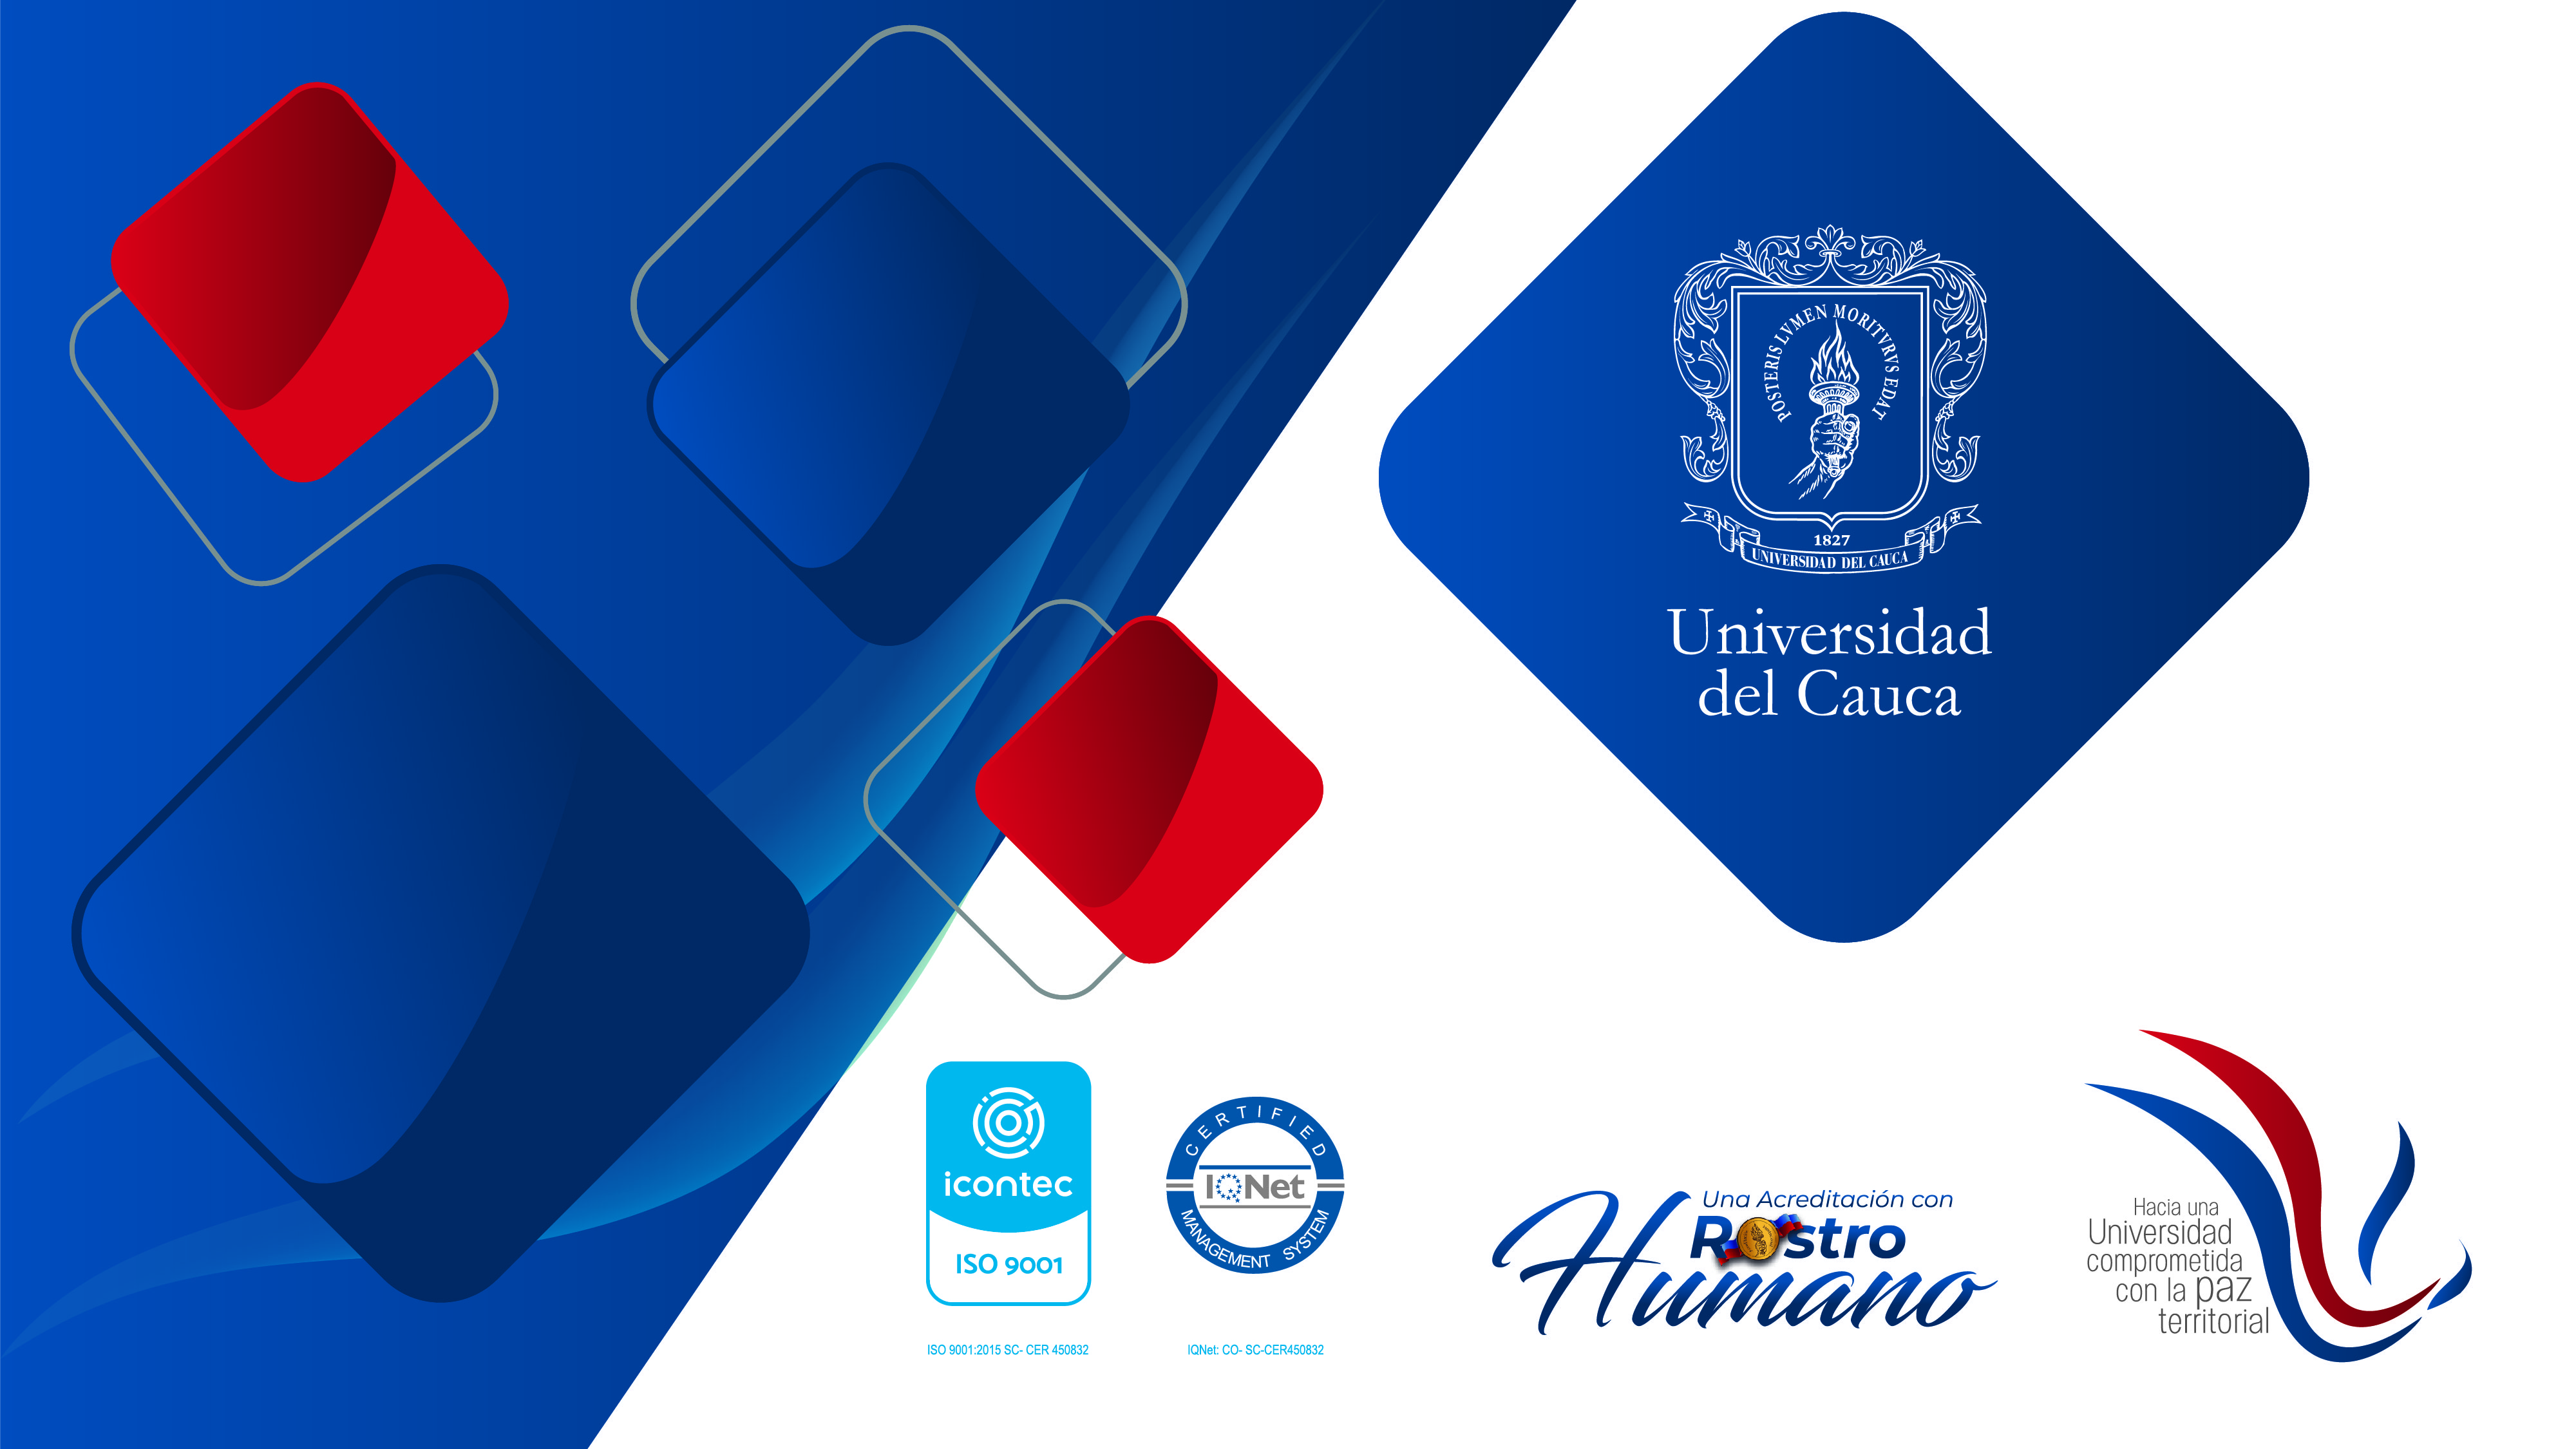 POSTERIS LVMEN MORITVRVS EDAT
1827
UNIVERSIDAD DEL CAUCA
Universidad
del Cauca
icontec
ISO 9001
ISO 9001:2015 SC- CER 450832
CERTIFIED
IQNet
MANAGEMENT SYSTEM
IQNet: CO- SC-CER450832
Una Acreditación con
Rostro
Humano
Hacia una
Universidad
comprometida
con la paz
territorial